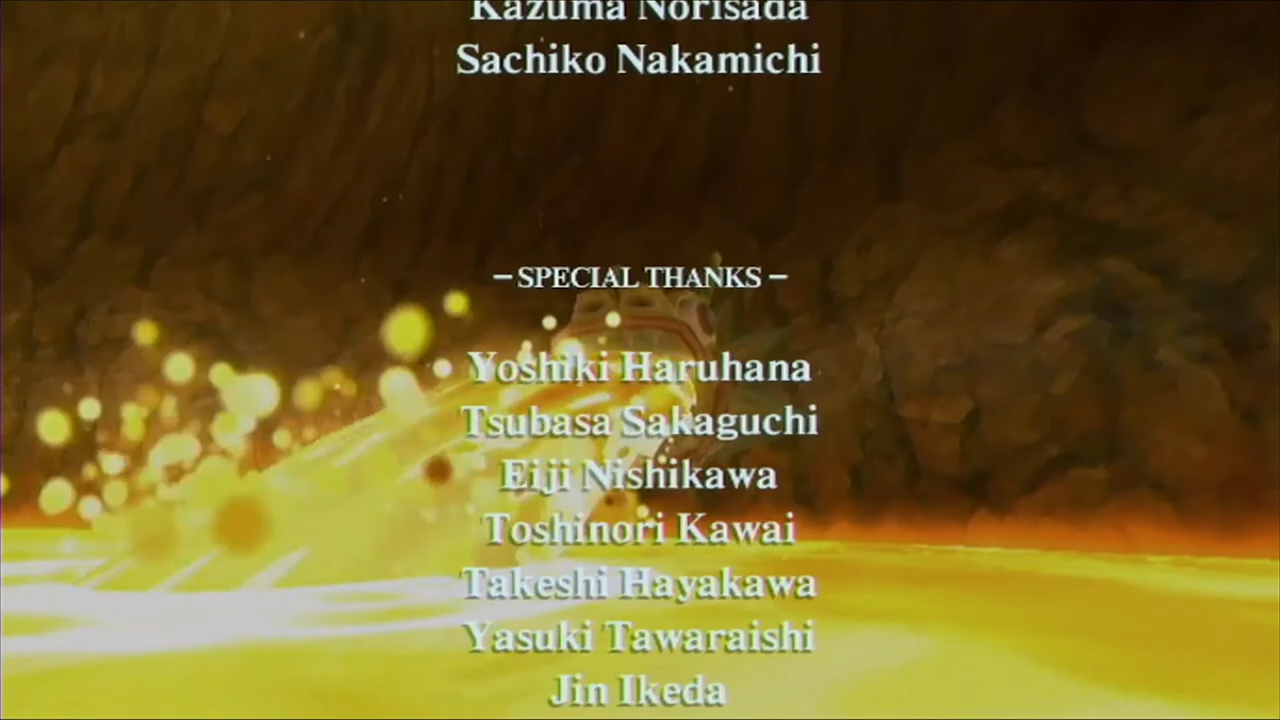 Kazuma Norisada
Sachiko Nakamichi
– SPECIAL THANKS –
Yoshiki Haruhana
Tsubasa Sakaguchi
Eiji Nishikawa
Toshinori Kawai
Takeshi Hayakawa
Yasuki Tawaraishi
Jin Ikeda